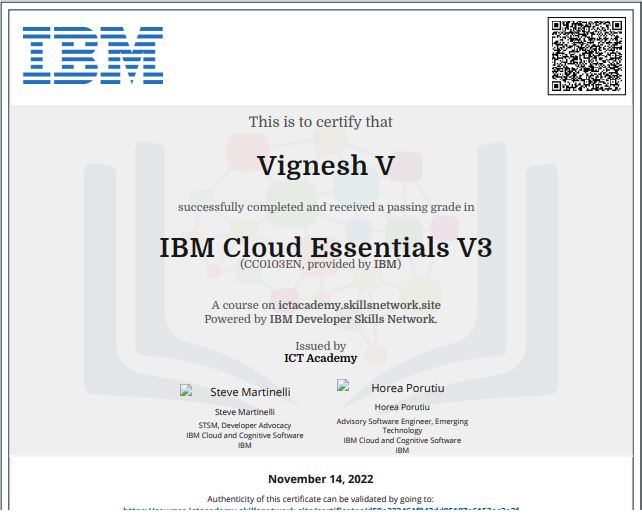 IBM
This is to certify that
Vignesh V
successfully completed and received a passing grade in
IBM Cloud Essentials V3
(CC0103EN, provided by IBM)
A course on ictacademy.skillsnetwork.site
Powered by IBM Developer Skills Network.
Issued by
ICT Academy
Steve Martinelli
Steve Martinelli
STSM, Developer Advocacy
IBM Cloud and Cognitive Software
IBM
Horea Porutiu
Horea Porutiu
Advisory Software Engineer, Emerging
Technology
IBM Cloud and Cognitive Software
IBM
November 14, 2022
Authenticity of this certificate can be validated by going to: